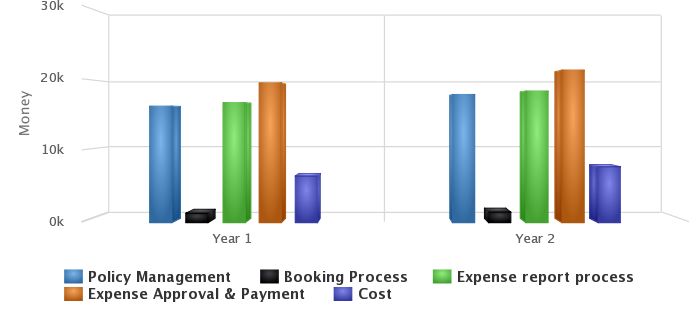 30k
20k
10k
0k
Money
Year 1
Year 2
Policy Management
Booking Process
Expense report process
Expense Approval & Payment
Cost